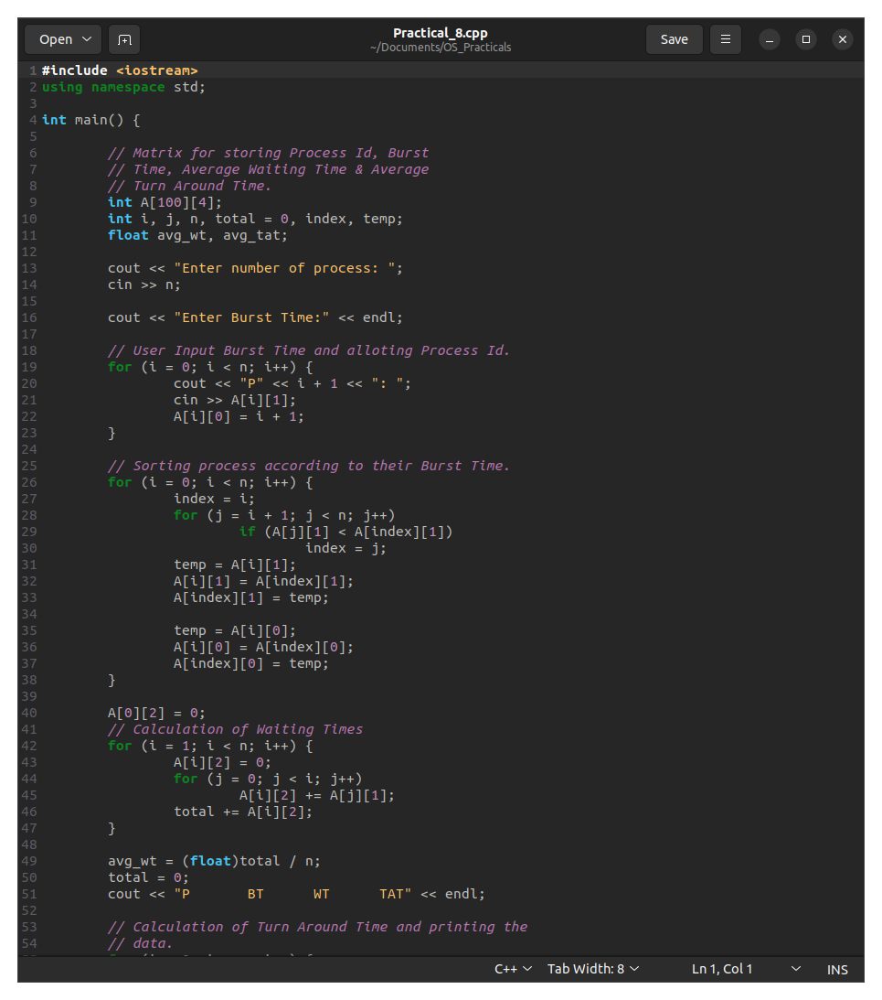 Open
Practical_8.cpp
~/Documents/OS_Practicals
Save
1 #include <iostream>
2 using namespace std;
3
4 int main() {
5
6         // Matrix for storing Process Id, Burst
7         // Time, Average Waiting Time & Average
8         // Turn Around Time.
9         int A[100][4];
10         int i, j, n, total = 0, index, temp;
11         float avg_wt, avg_tat;
12
13         cout << "Enter number of process: ";
14         cin >> n;
15
16         cout << "Enter Burst Time:" << endl;
17
18         // User Input Burst Time and alloting Process Id.
19         for (i = 0; i < n; i++) {
20                 cout << "P" << i + 1 << ": ";
21                 cin >> A[i][1];
22                 A[i][0] = i + 1;
23         }
24
25         // Sorting process according to their Burst Time.
26         for (i = 0; i < n; i++) {
27                 index = i;
28                 for (j = i + 1; j < n; j++)
29                         if (A[j][1] < A[index][1])
30                                 index = j;
31                 temp = A[i][1];
32                 A[i][1] = A[index][1];
33                 A[index][1] = temp;
34
35                 temp = A[i][0];
36                 A[i][0] = A[index][0];
37                 A[index][0] = temp;
38         }
39
40         A[0][2] = 0;
41         // Calculation of Waiting Times
42         for (i = 1; i < n; i++) {
43                 A[i][2] = 0;
44                 for (j = 0; j < i; j++)
45                         A[i][2] += A[j][1];
46                 total += A[i][2];
47         }
48
49         avg_wt = (float)total / n;
50         total = 0;
51         cout << "P       BT      WT      TAT" << endl;
52
53         // Calculation of Turn Around Time and printing the
54         // data.
C++ Tab Width: 8 Ln 1, Col 1 INS